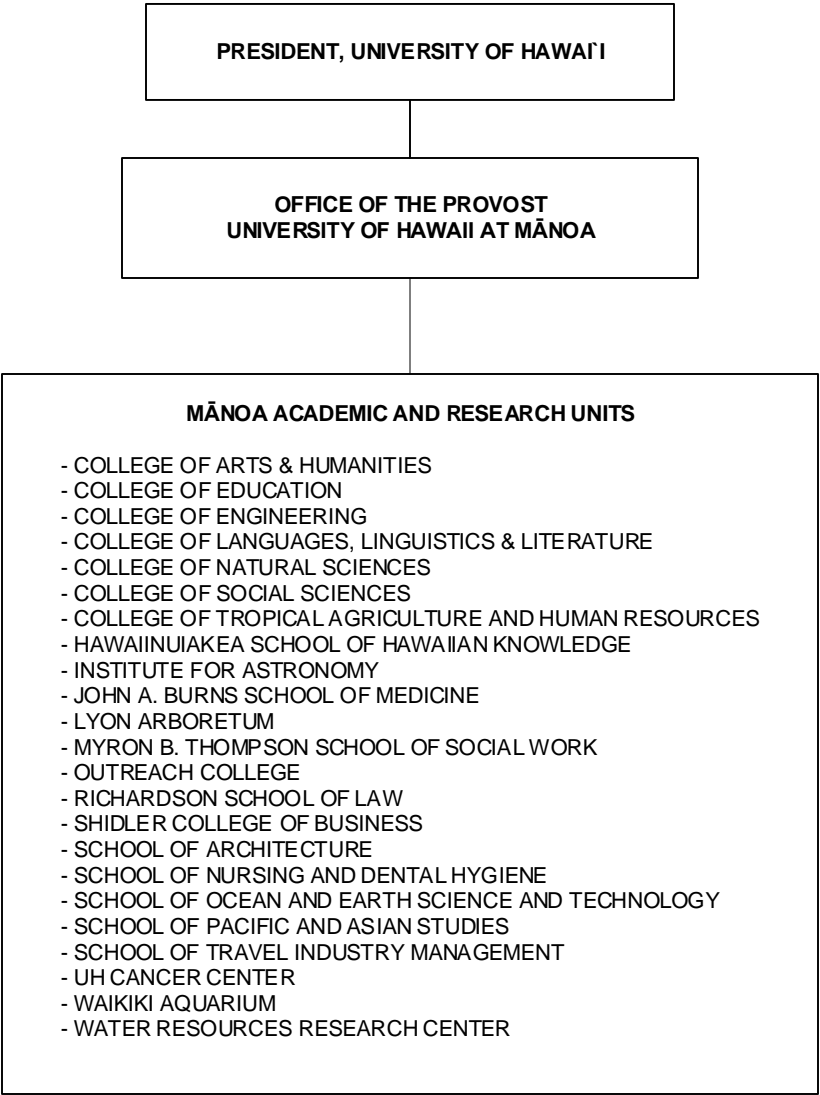 PRESIDENT, UNIVERSITY OF HAWAI`I
OFFICE OF THE PROVOST
UNIVERSITY OF HAWAII AT MĀNOA
MĀNOA ACADEMIC AND RESEARCH UNITS
- COLLEGE OF ARTS & HUMANITIES
- COLLEGE OF EDUCATION
- COLLEGE OF ENGINEERING
- COLLEGE OF LANGUAGES, LINGUISTICS & LITERATURE
- COLLEGE OF NATURAL SCIENCES
- COLLEGE OF SOCIAL SCIENCES
- COLLEGE OF TROPICAL AGRICULTURE AND HUMAN RESOURCES
- HAWAIINUIAKEA SCHOOL OF HAWAIIAN KNOWLEDGE
- INSTITUTE FOR ASTRONOMY
- JOHN A. BURNS SCHOOL OF MEDICINE
- LYON ARBORETUM
- MYRON B. THOMPSON SCHOOL OF SOCIAL WORK
- OUTREACH COLLEGE
- RICHARDSON SCHOOL OF LAW
- SHIDLER COLLEGE OF BUSINESS
- SCHOOL OF ARCHITECTURE
- SCHOOL OF NURSING AND DENTAL HYGIENE
- SCHOOL OF OCEAN AND EARTH SCIENCE AND TECHNOLOGY
- SCHOOL OF PACIFIC AND ASIAN STUDIES
- SCHOOL OF TRAVEL INDUSTRY MANAGEMENT
- UH CANCER CENTER
- WAIKIKI AQUARIUM
- WATER RESOURCES RESEARCH CENTER